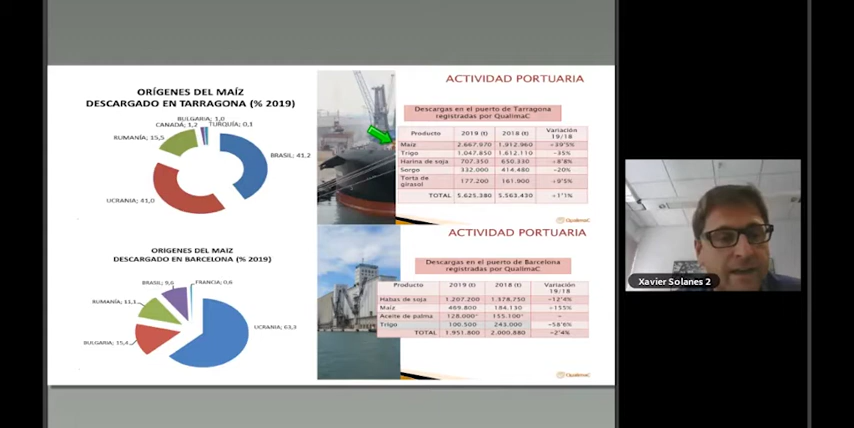 ORÍGENES DEL MAÍZ
DESCARGADO EN TARRAGONA (% 2019)
BULGARIA; 1,0
CANADÁ; 1,2
TURQUÍA; 0,1
RUMANÍA; 15,5
BRASIL; 41,2
UCRANIA; 41,0
ACTIVIDAD PORTUARIA
Descargas en el puerto de Tarragona
registradas por QualimaC
Producto 2019 (t) 2018 (t) Variación 19/18
Maíz 2.667.970 1.912.960 +39'5%
Trigo 1.047.850 1.612.110 -35%
Harina de soja 707.350 650.330 +8'8%
Sorgo 332.000 414.480 -20%
Torta de girasol 177.200 161.900 +9'5%
TOTAL 5.625.380 5.563.430 +1'1%
QualimaC
ORIGENES DEL MAIZ
DESCARGADO EN BARCELONA (% 2019)
BRASIL; 9,6
FRANCIA; 0,6
RUMANÍA; 11,1
UCRANIA; 63,3
BULGARIA; 15,4
ACTIVIDAD PORTUARIA
Descargas en el puerto de Barcelona
registradas por QualimaC
Producto 2019 (t) 2018 (t) Variación 19/18
Habas de soja 1.207.200 1.378.750 -12'4%
Maíz 469.800 184.130 +155%
Aceite de palma 128.000* 155.100* -
Trigo 100.500 243.000 -58'6%
TOTAL 1.951.800 2.000.880 -2'4%
QualimaC
Xavier Solanes 2